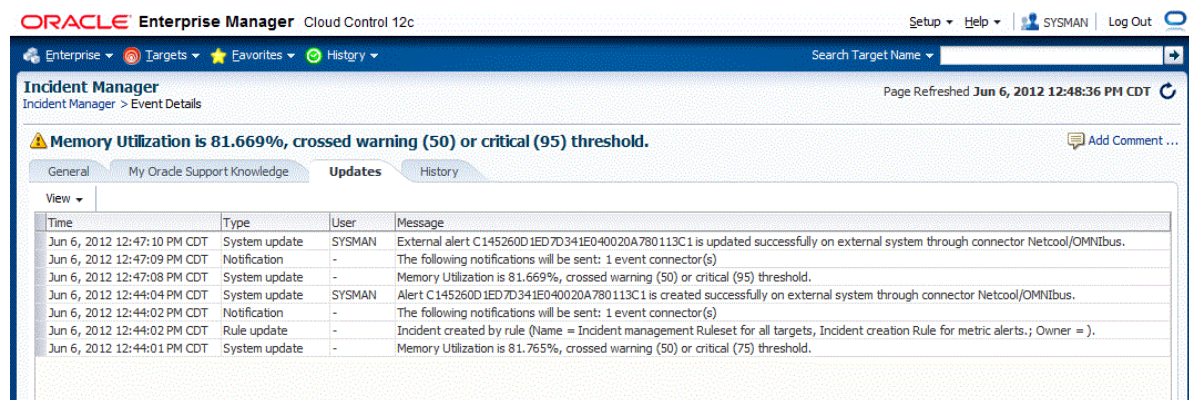 ORACLE Enterprise Manager Cloud Control 12c Setup Help SYSMAN Log Out
Enterprise Targets Favorites History Search Target Name
Incident Manager
Incident Manager > Event Details
Page Refreshed Jun 6, 2012 12:48:36 PM CDT
Memory Utilization is 81.669%, crossed warning (50) or critical (95) threshold.
Add Comment ...
General My Oracle Support Knowledge Updates History
View
Time Type User Message
Jun 6, 2012 12:47:10 PM CDT System update SYSMAN External alert C145260D1ED7D341E040020A780113C1 is updated successfully on external system through connector Netcool/OMNIbus.
Jun 6, 2012 12:47:09 PM CDT Notification - The following notifications will be sent: 1 event connector(s)
Jun 6, 2012 12:47:08 PM CDT System update - Memory Utilization is 81.669%, crossed warning (50) or critical (95) threshold.
Jun 6, 2012 12:44:04 PM CDT System update SYSMAN Alert C145260D1ED7D341E040020A780113C1 is created successfully on external system through connector Netcool/OMNIbus.
Jun 6, 2012 12:44:02 PM CDT Notification - The following notifications will be sent: 1 event connector(s)
Jun 6, 2012 12:44:02 PM CDT Rule update - Incident created by rule (Name = Incident management Ruleset for all targets, Incident creation Rule for metric alerts.; Owner = ).
Jun 6, 2012 12:44:01 PM CDT System update - Memory Utilization is 81.765%, crossed warning (50) or critical (75) threshold.